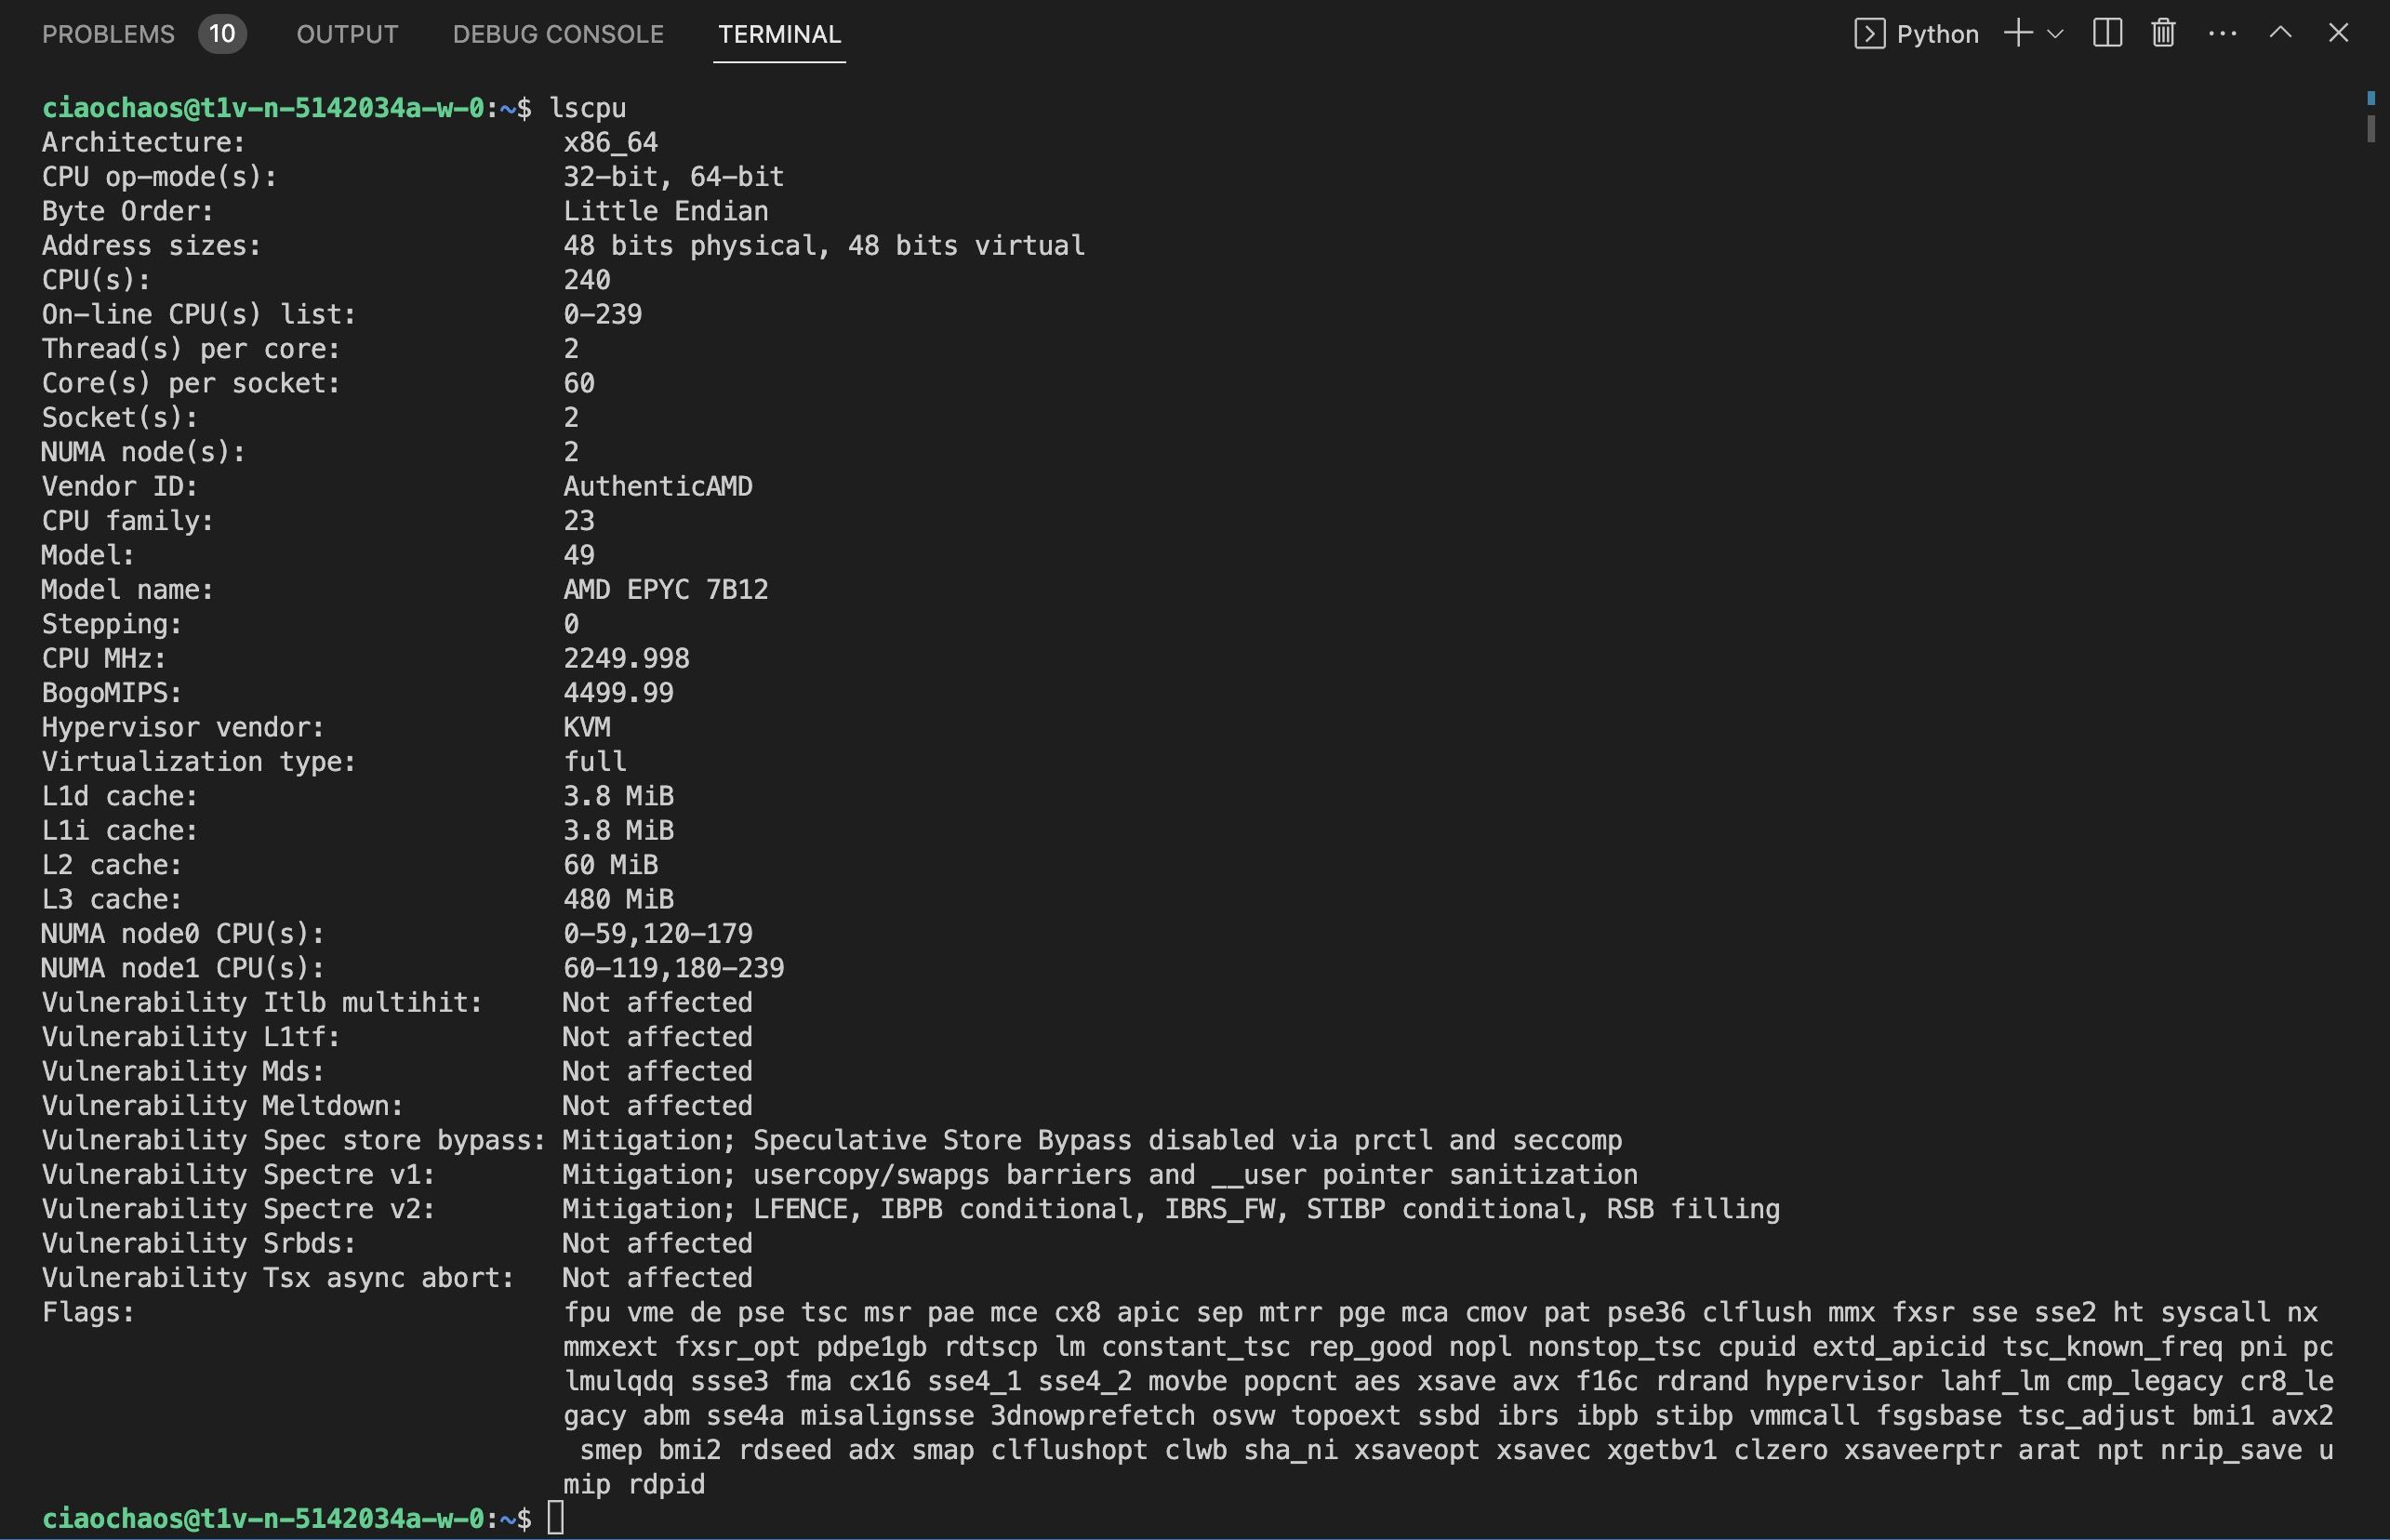 PROBLEMS 10 OUTPUT DEBUG CONSOLE TERMINAL Python
ciaochaos@t1v-n-5142034a-w-0:~$ lscpu
Architecture: x86_64
CPU op-mode(s): 32-bit, 64-bit
Byte Order: Little Endian
Address sizes: 48 bits physical, 48 bits virtual
CPU(s): 240
On-line CPU(s) list: 0-239
Thread(s) per core: 2
Core(s) per socket: 60
Socket(s): 2
NUMA node(s): 2
Vendor ID: AuthenticAMD
CPU family: 23
Model: 49
Model name: AMD EPYC 7B12
Stepping: 0
CPU MHz: 2249.998
BogoMIPS: 4499.99
Hypervisor vendor: KVM
Virtualization type: full
L1d cache: 3.8 MiB
L1i cache: 3.8 MiB
L2 cache: 60 MiB
L3 cache: 480 MiB
NUMA node0 CPU(s): 0-59,120-179
NUMA node1 CPU(s): 60-119,180-239
Vulnerability Itlb multihit: Not affected
Vulnerability L1tf: Not affected
Vulnerability Mds: Not affected
Vulnerability Meltdown: Not affected
Vulnerability Spec store bypass: Mitigation; Speculative Store Bypass disabled via prctl and seccomp
Vulnerability Spectre v1: Mitigation; usercopy/swapgs barriers and __user pointer sanitization
Vulnerability Spectre v2: Mitigation; LFENCE, IBPB conditional, IBRS_FW, STIBP conditional, RSB filling
Vulnerability Srbds: Not affected
Vulnerability Tsx async abort: Not affected
Flags: fpu vme de pse tsc msr pae mce cx8 apic sep mtrr pge mca cmov pat pse36 clflush mmx fxsr sse sse2 ht syscall nx
mmxext fxsr_opt pdpe1gb rdtscp lm constant_tsc rep_good nopl nonstop_tsc cpuid extd_apicid tsc_known_freq pni pc
lmulqdq ssse3 fma cx16 sse4_1 sse4_2 movbe popcnt aes xsave avx f16c rdrand hypervisor lahf_lm cmp_legacy cr8_le
gacy abm sse4a misalignsse 3dnowprefetch osvw topoext ssbd ibrs ibpb stibp vmmcall fsgsbase tsc_adjust bmi1 avx2
smep bmi2 rdseed adx smap clflushopt clwb sha_ni xsaveopt xsavec xgetbv1 clzero xsaveerptr arat npt nrip_save u
mip rdpid
ciaochaos@t1v-n-5142034a-w-0:~$